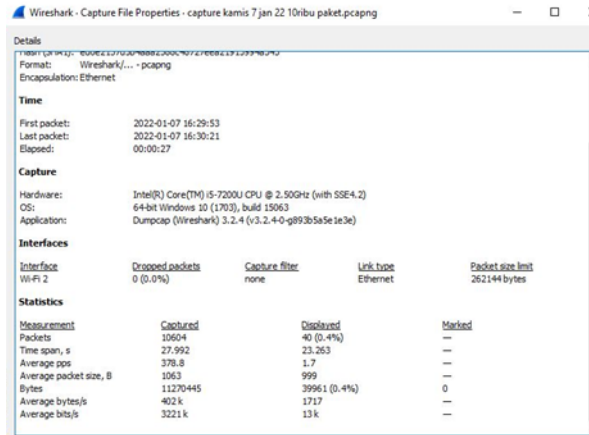 Wireshark - Capture File Properties - capture kamis 7 jan 22 10ribu paket.pcapng
Details
Format: Wireshark/... - pcapng
Encapsulation: Ethernet
Time
First packet: 2022-01-07 16:29:53
Last packet: 2022-01-07 16:30:21
Elapsed: 00:00:27
Capture
Hardware: Intel(R) Core(TM) i5-7200U CPU @ 2.50GHz (with SSE4.2)
OS: 64-bit Windows 10 (1703), build 15063
Application: Dumpcap (Wireshark) 3.2.4 (v3.2.4-0-g893b5a5e1e3e)
Interfaces
Interface Dropped packets Capture filter Link type Packet size limit
Wi-Fi 2 0 (0.0%) none Ethernet 262144 bytes
Statistics
Measurement Captured Displayed Marked
Packets 10604 40 (0.4%) —
Time span, s 27.992 23.263 —
Average pps 378.8 1.7 —
Average packet size, B 1063 999 —
Bytes 11270445 39961 (0.4%) 0
Average bytes/s 402 k 1717 —
Average bits/s 3221 k 13 k —